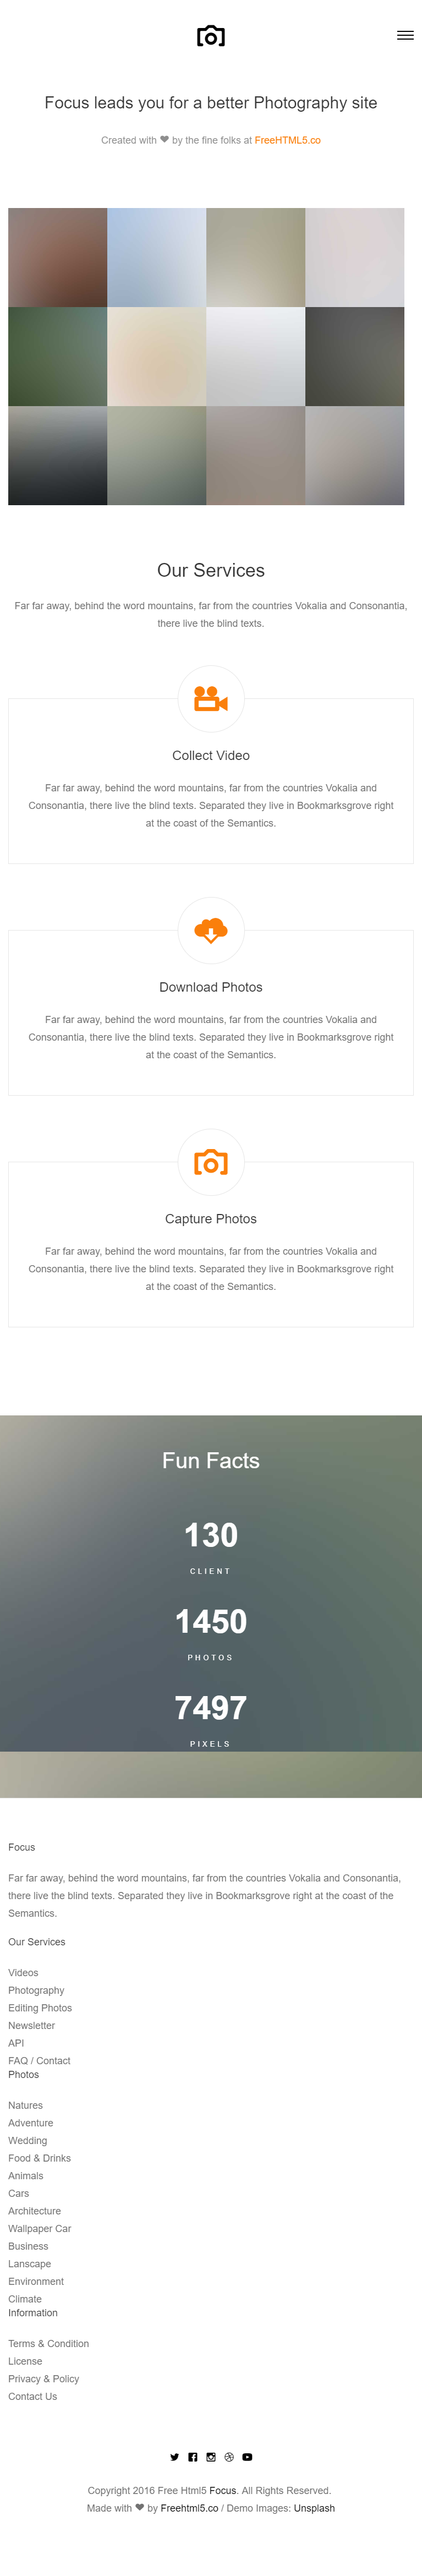 Focus leads you for a better Photography site
Created with ❤ by the fine folks at FreeHTML5.co
Our Services
Far far away, behind the word mountains, far from the countries Vokalia and Consonantia,
there live the blind texts.
Collect Video
Far far away, behind the word mountains, far from the countries Vokalia and
Consonantia, there live the blind texts. Separated they live in Bookmarksgrove right
at the coast of the Semantics.
Download Photos
Far far away, behind the word mountains, far from the countries Vokalia and
Consonantia, there live the blind texts. Separated they live in Bookmarksgrove right
at the coast of the Semantics.
Capture Photos
Far far away, behind the word mountains, far from the countries Vokalia and
Consonantia, there live the blind texts. Separated they live in Bookmarksgrove right
at the coast of the Semantics.
Fun Facts
130
CLIENT
1450
PHOTOS
7497
PIXELS
Focus
Far far away, behind the word mountains, far from the countries Vokalia and Consonantia,
there live the blind texts. Separated they live in Bookmarksgrove right at the coast of the
Semantics.
Our Services
Videos
Photography
Editing Photos
Newsletter
API
FAQ / Contact
Photos
Natures
Adventure
Wedding
Food & Drinks
Animals
Cars
Architecture
Wallpaper Car
Business
Lanscape
Environment
Climate
Information
Terms & Condition
License
Privacy & Policy
Contact Us
Copyright 2016 Free Html5 Focus. All Rights Reserved.
Made with ❤ by Freehtml5.co / Demo Images: Unsplash